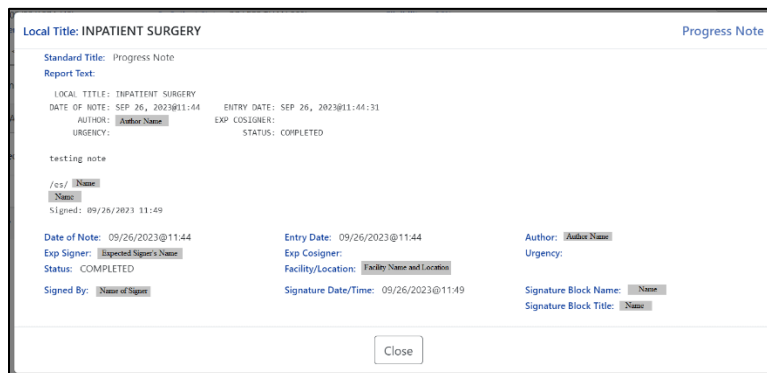 Local Title: INPATIENT SURGERY Progress Note
Standard Title: Progress Note
Report Text:
LOCAL TITLE: INPATIENT SURGERY
DATE OF NOTE: SEP 26, 2023@11:44 ENTRY DATE: SEP 26, 2023@11:44:31
AUTHOR: Author Name EXP COSIGNER:
URGENCY: STATUS: COMPLETED
testing note
/es/ Name
Name
Signed: 09/26/2023 11:49
Date of Note: 09/26/2023@11:44 Entry Date: 09/26/2023@11:44 Author: Author Name
Exp Signer: Expected Signer's Name Exp Cosigner: Urgency:
Status: COMPLETED Facility/Location: Facility Name and Location
Signed By: Name of Signer Signature Date/Time: 09/26/2023@11:49 Signature Block Name: Name
Signature Block Title: Name
Close